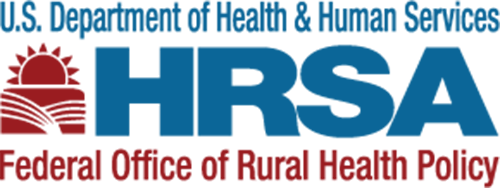 U.S. Department of Health & Human Services
HRSA
Federal Office of Rural Health Policy